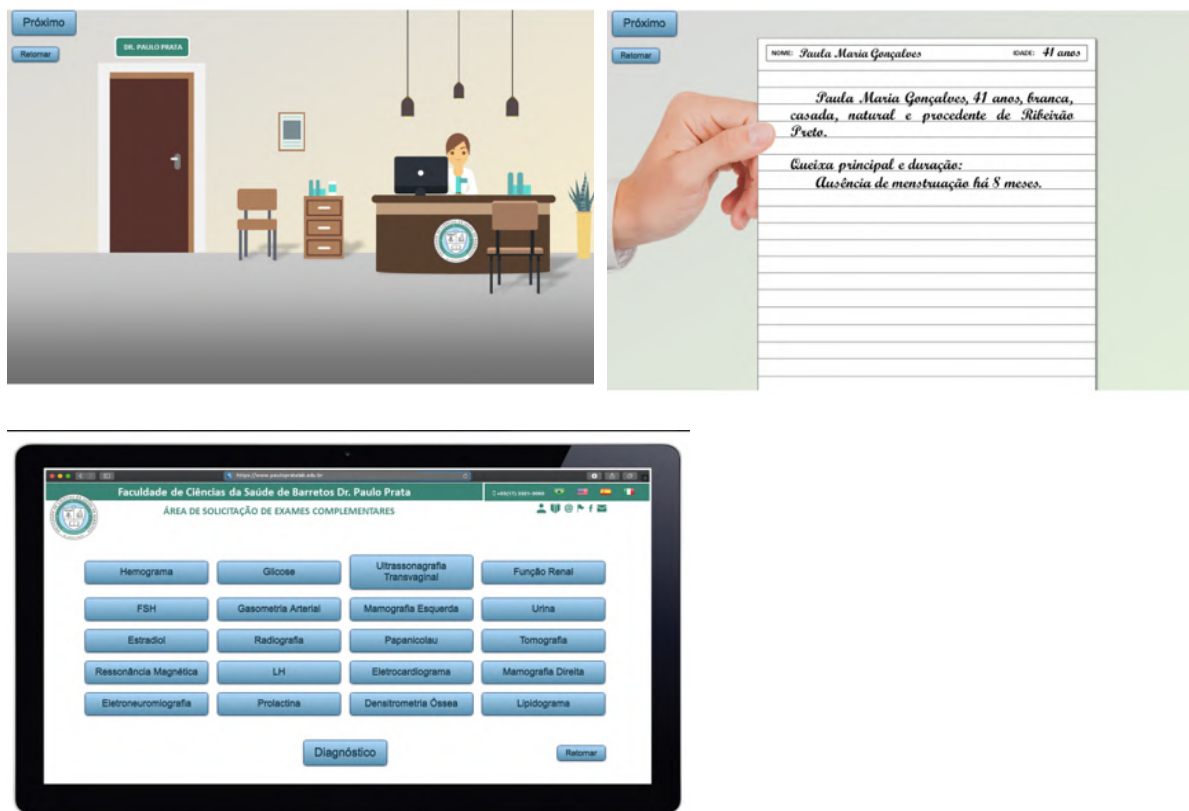 Próximo
Retornar
DR. PAULO PRATA
Próximo
Retornar
NOME: Paula Maria Gonçalves IDADE: 41 anos
Paula Maria Gonçalves, 41 anos, branca,
casada, natural e procedente de Ribeirão
Preto.
Queixa principal e duração:
Ausência de menstruação há 8 meses.
Faculdade de Ciências da Saúde de Barretos Dr. Paulo Prata
ÁREA DE SOLICITAÇÃO DE EXAMES COMPLEMENTARES
Hemograma Glicose Ultrassonagrafia Transvaginal Função Renal
FSH Gasometria Arterial Mamografia Esquerda Urina
Estradiol Radiografia Papanicolau Tomografia
Ressonância Magnética LH Eletrocardiograma Mamografia Direita
Eletroneuromiografia Prolactina Densitrometria Óssea Lipidograma
Diagnóstico Retornar